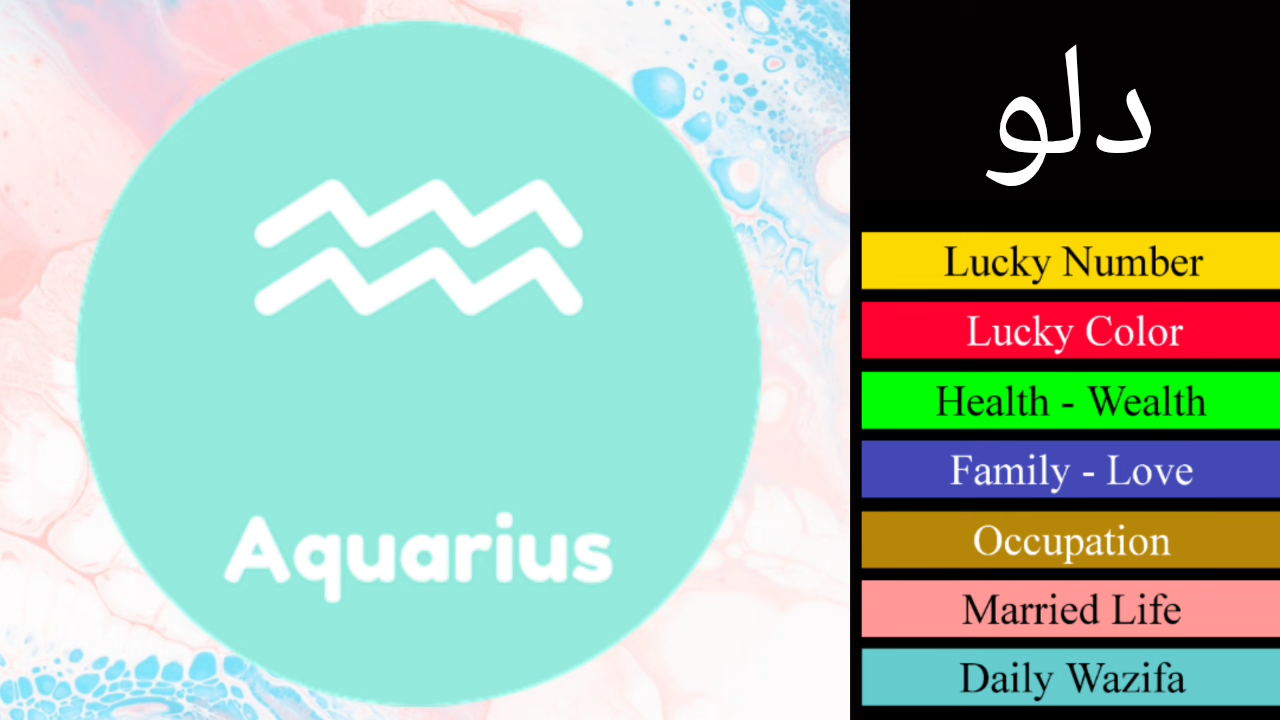 Aquarius
دلو
Lucky Number
Lucky Color
Health - Wealth
Family - Love
Occupation
Married Life
Daily Wazifa